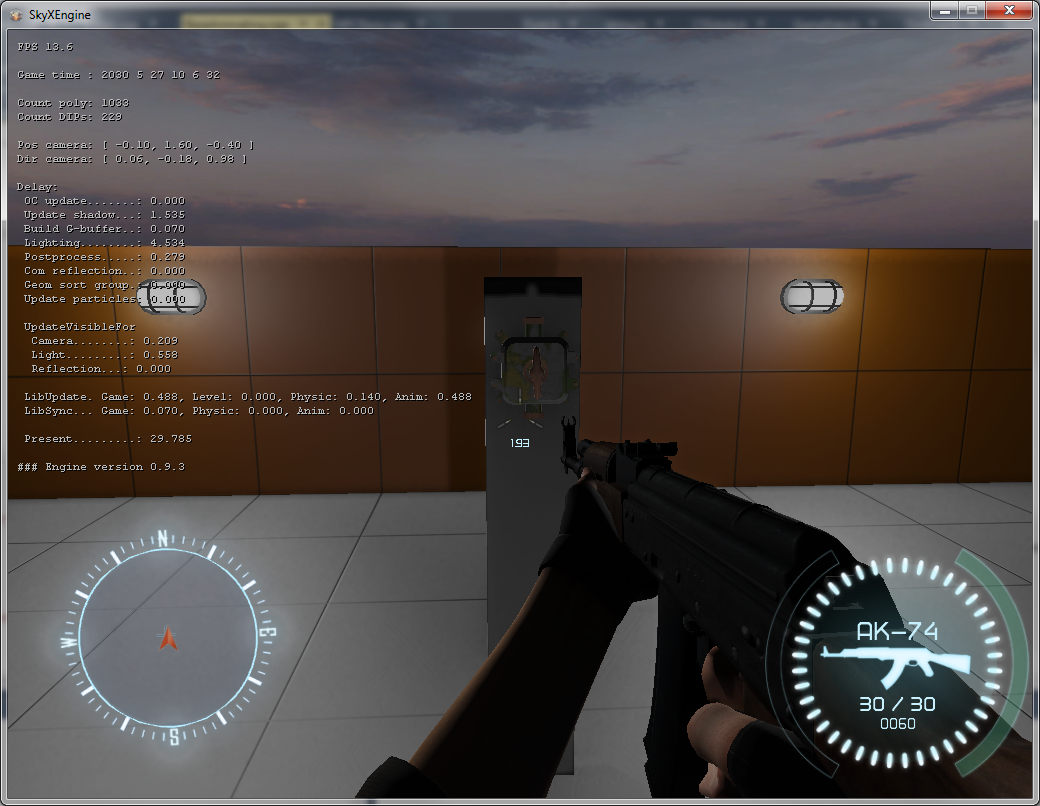 SkyXEngine
FPS 13.6
Game time : 2030 5 27 10 6 32
Count poly: 1033
Count DIPs: 229
Pos camera: [ -0.10, 1.60, -0.40 ]
Dir camera: [ 0.06, -0.18, 0.98 ]
Delay:
OC update.......: 0.000
Update shadow...: 1.535
Build G-buffer..: 0.070
Lighting........: 4.534
Postprocess.....: 0.279
Com reflection..: 0.000
Geom sort group.: 0.000
Update particles: 0.000
UpdateVisibleFor
Camera........: 0.209
Light.........: 0.558
Reflection...: 0.000
LibUpdate. Game: 0.488, Level: 0.000, Physic: 0.140, Anim: 0.488
LibSync... Game: 0.070, Physic: 0.000, Anim: 0.000
Present.........: 29.785
### Engine version 0.9.3
193
N
W
E
S
AK-74
30 / 30
0060